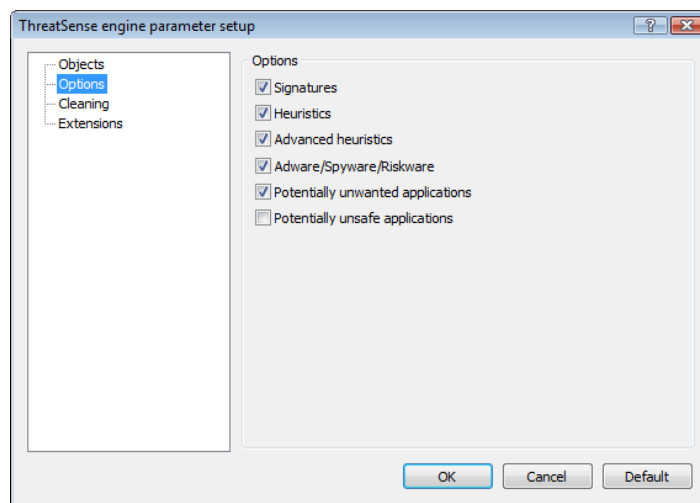 ThreatSense engine parameter setup
Objects
Options
Cleaning
Extensions
Options
Signatures
Heuristics
Advanced heuristics
Adware/Spyware/Riskware
Potentially unwanted applications
Potentially unsafe applications
OK
Cancel
Default